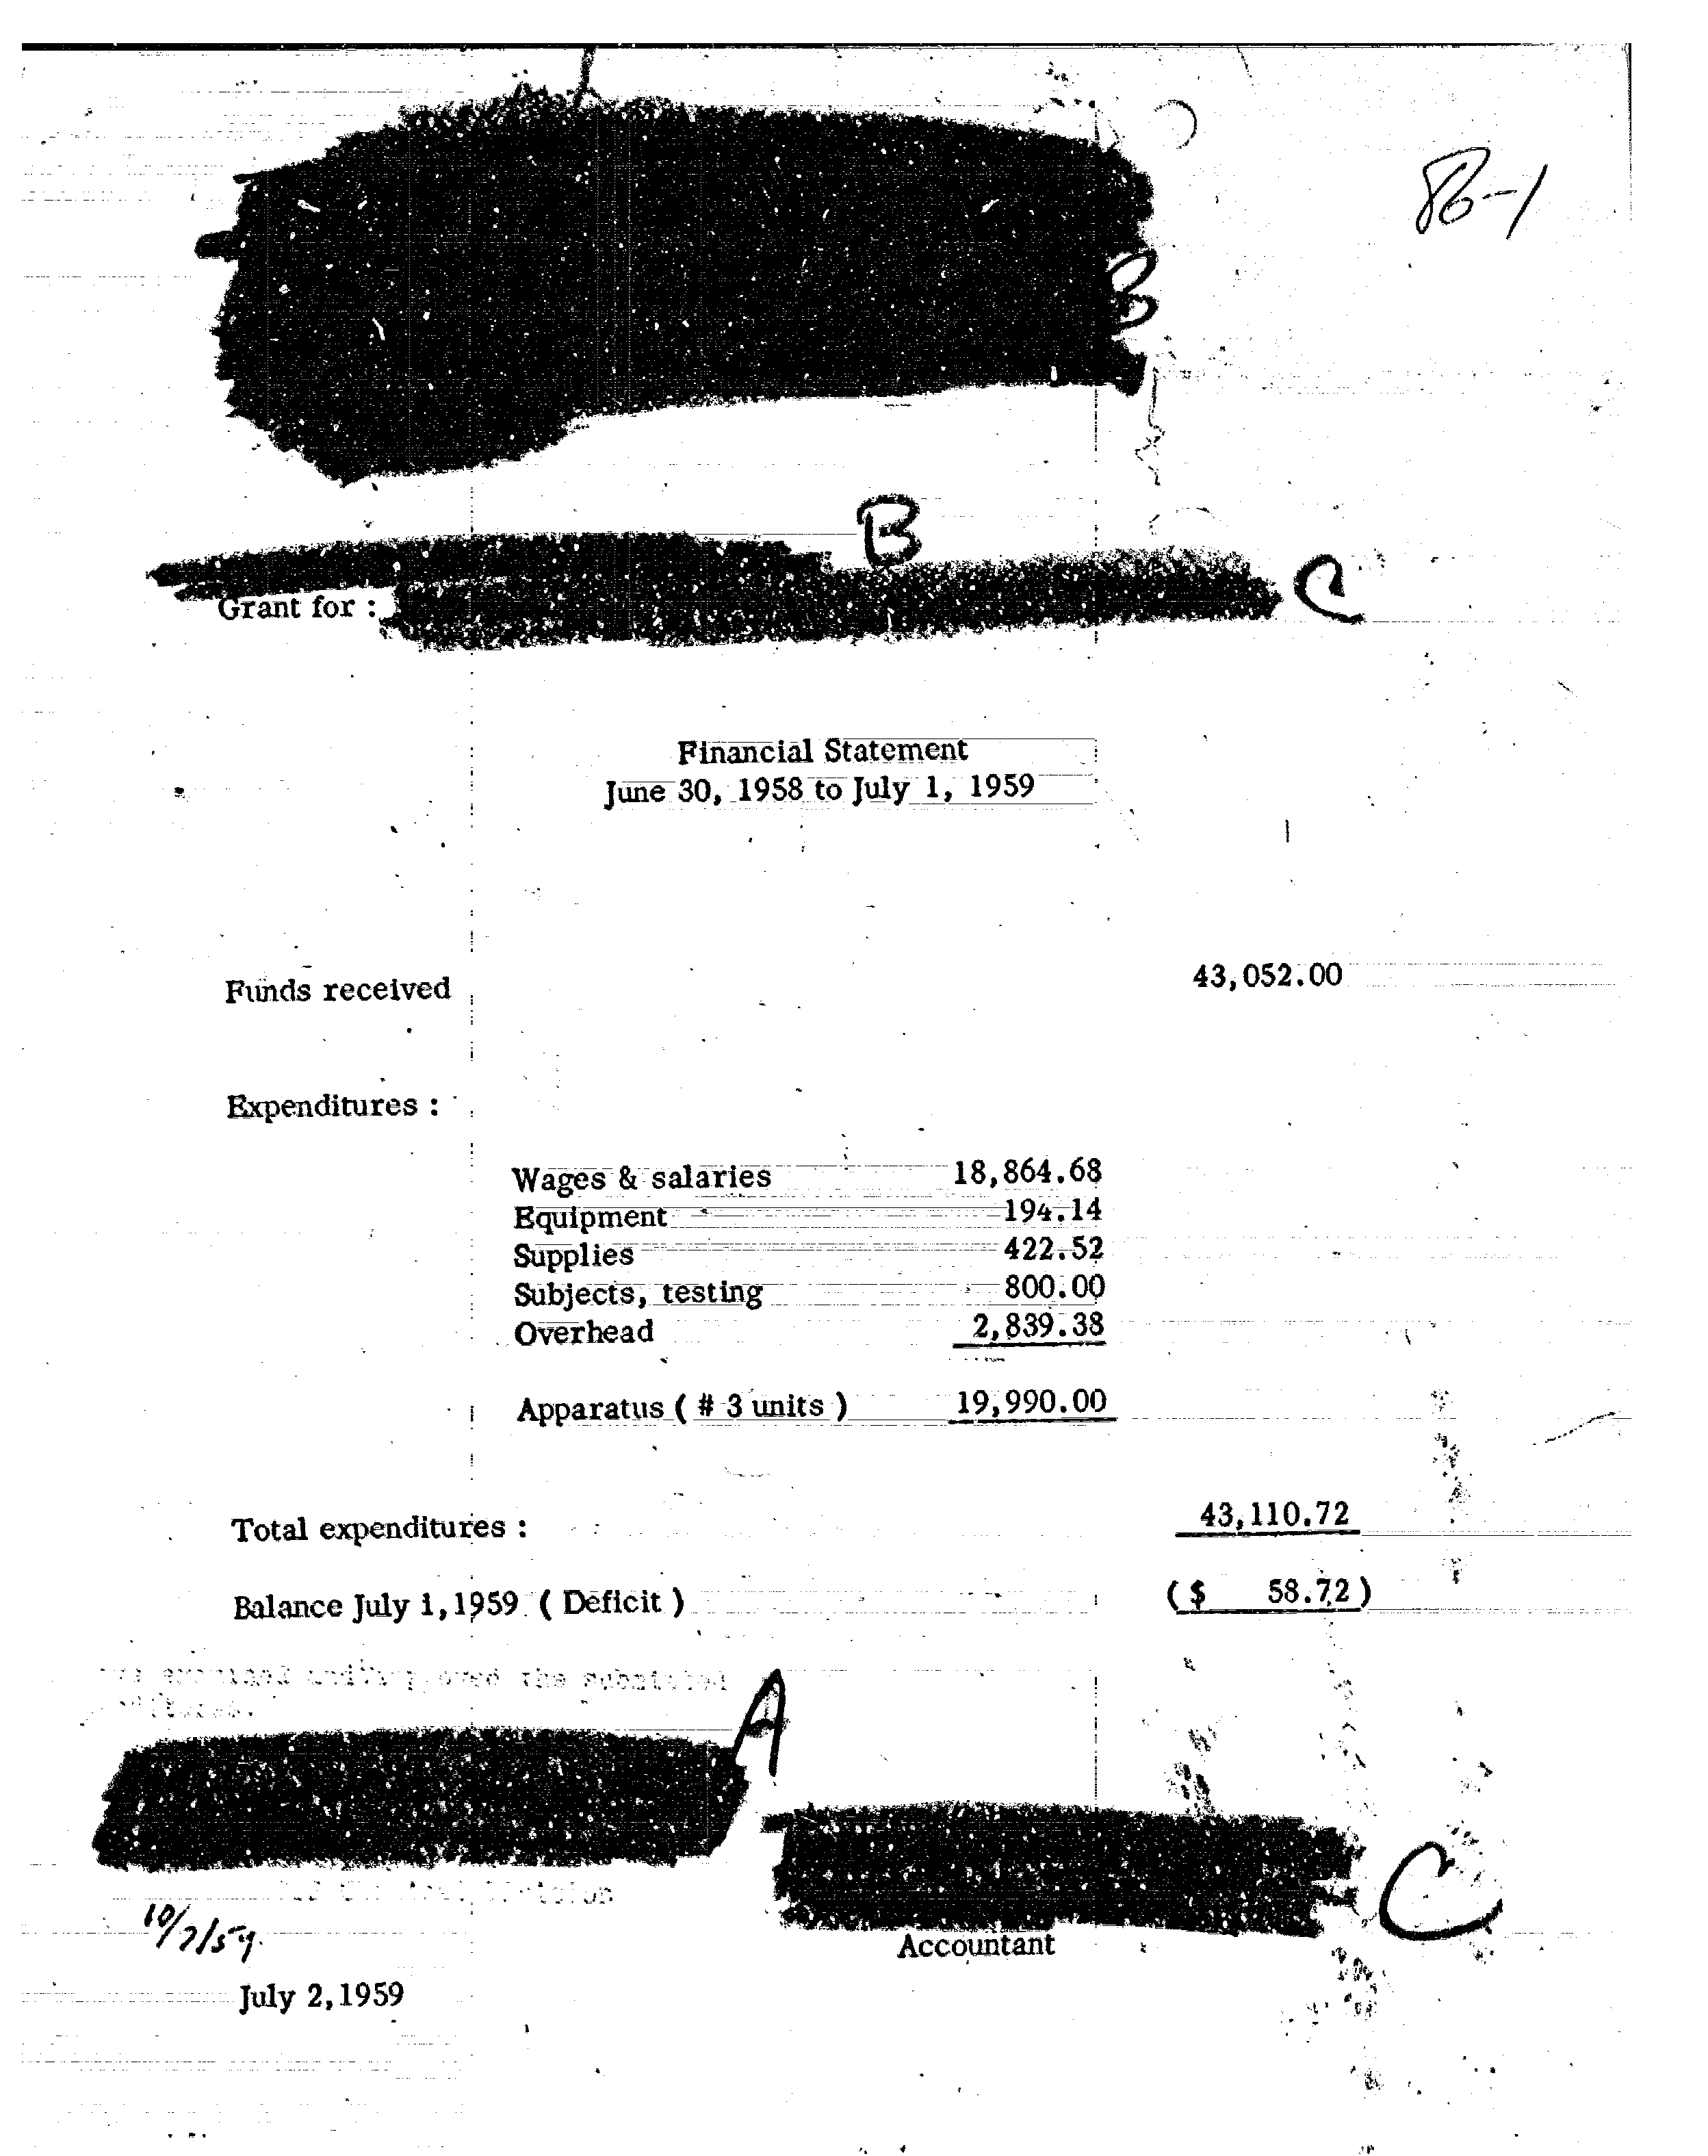 86-1
B
B
C
Grant for :
Financial Statement
June 30, 1958 to July 1, 1959
Funds received 43,052.00
Expenditures :
Wages & salaries 18,864.68
Equipment 194.14
Supplies 422.52
Subjects, testing 800.00
Overhead 2,839.38
Apparatus ( # 3 units ) 19,990.00
Total expenditures : 43,110.72
Balance July 1,1959 ( Deficit ) ($ 58.72)
the
A
C
Division
10/7/59
Accountant
July 2,1959